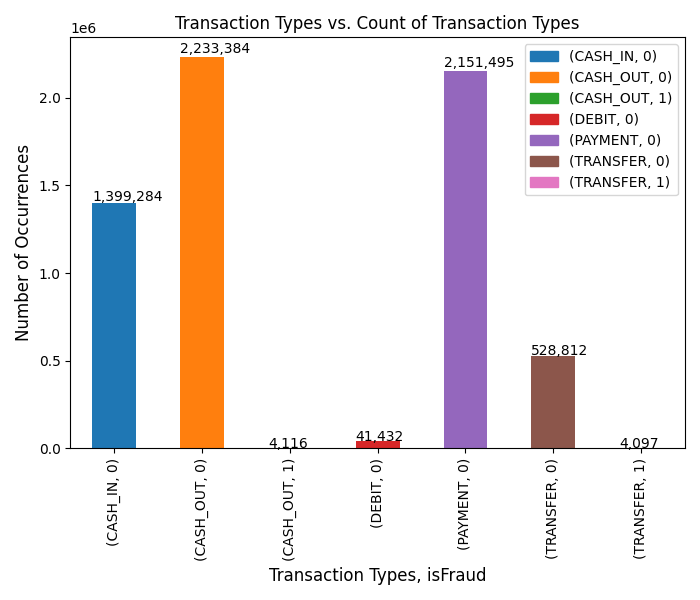 Transaction Types vs. Count of Transaction Types
1e6
2,233,384
2,151,495
1,399,284
528,812
41,432
4,116
4,097
(CASH_IN, 0)
(CASH_OUT, 0)
(CASH_OUT, 1)
(DEBIT, 0)
(PAYMENT, 0)
(TRANSFER, 0)
(TRANSFER, 1)
Number of Occurrences
2.0
1.5
1.0
0.5
0.0
(CASH_IN, 0)
(CASH_OUT, 0)
(CASH_OUT, 1)
(DEBIT, 0)
(PAYMENT, 0)
(TRANSFER, 0)
(TRANSFER, 1)
Transaction Types, isFraud